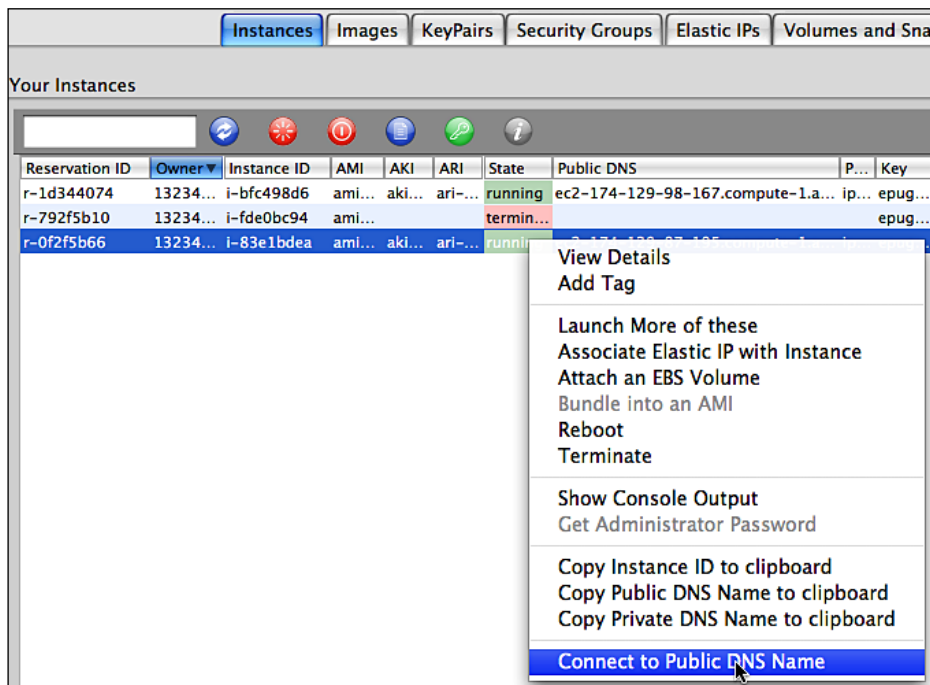 Instances Images KeyPairs Security Groups Elastic IPs Volumes and Sna
Your Instances
Reservation ID Owner Instance ID AMI AKI ARI State Public DNS P... Key
r-1d344074 13234... i-bfc498d6 ami... aki... ari-... running ec2-174-129-98-167.compute-1.a... ip... epug...
r-792f5b10 13234... i-fde0bc94 ami... termin... epug...
r-0f2f5b66 13234... i-83e1bdea ami... aki... ari-...
View Details
Add Tag
Launch More of these
Associate Elastic IP with Instance
Attach an EBS Volume
Bundle into an AMI
Reboot
Terminate
Show Console Output
Get Administrator Password
Copy Instance ID to clipboard
Copy Public DNS Name to clipboard
Copy Private DNS Name to clipboard
Connect to Public DNS Name